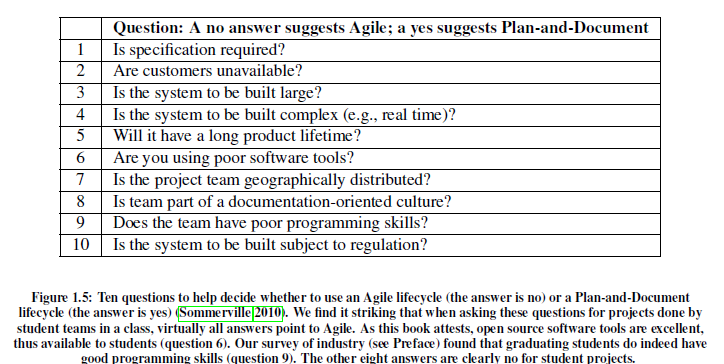 Question: A no answer suggests Agile; a yes suggests Plan-and-Document
1 Is specification required?
2 Are customers unavailable?
3 Is the system to be built large?
4 Is the system to be built complex (e.g., real time)?
5 Will it have a long product lifetime?
6 Are you using poor software tools?
7 Is the project team geographically distributed?
8 Is team part of a documentation-oriented culture?
9 Does the team have poor programming skills?
10 Is the system to be built subject to regulation?
Figure 1.5: Ten questions to help decide whether to use an Agile lifecycle (the answer is no) or a Plan-and-Document
lifecycle (the answer is yes) (Sommerville 2010). We find it striking that when asking these questions for projects done by
student teams in a class, virtually all answers point to Agile. As this book attests, open source software tools are excellent,
thus available to students (question 6). Our survey of industry (see Preface) found that graduating students do indeed have
good programming skills (question 9). The other eight answers are clearly no for student projects.